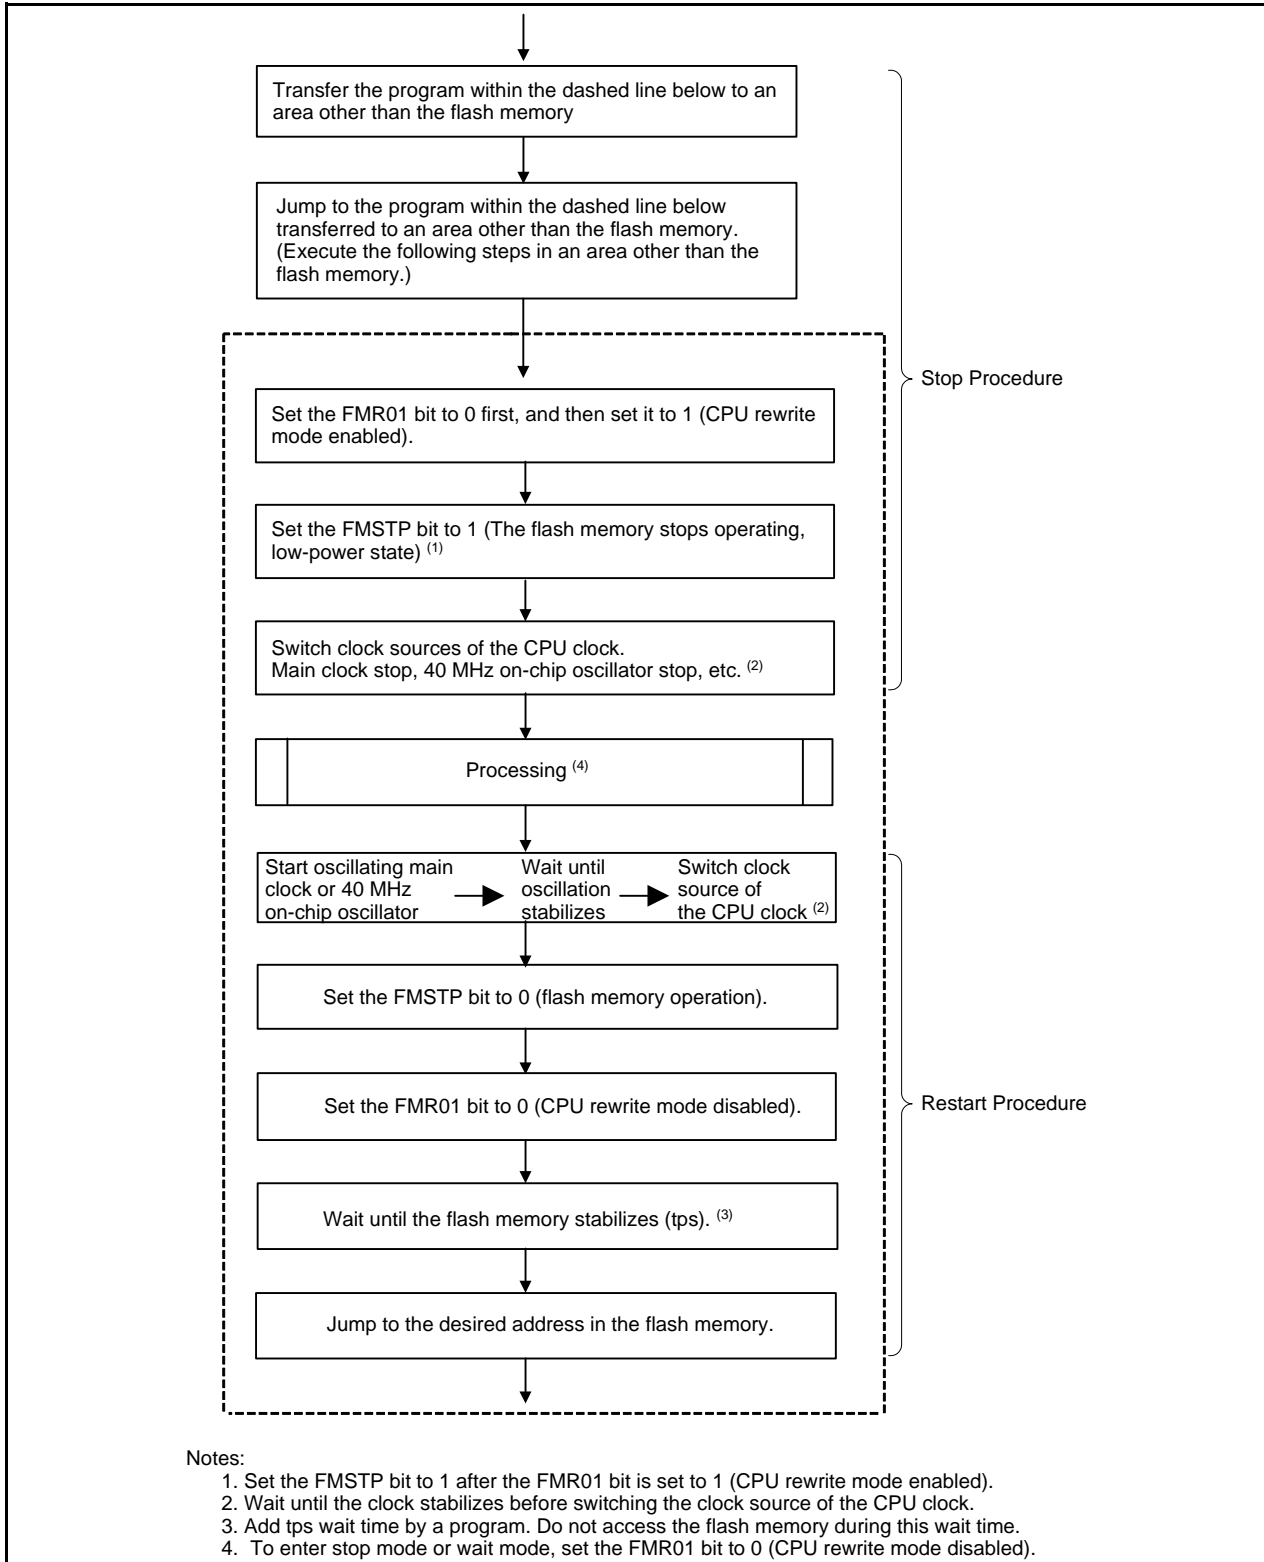 Transfer the program within the dashed line below to an
area other than the flash memory
Jump to the program within the dashed line below
transferred to an area other than the flash memory.
(Execute the following steps in an area other than the
flash memory.)
Stop Procedure
Set the FMR01 bit to 0 first, and then set it to 1 (CPU rewrite
mode enabled).
Set the FMSTP bit to 1 (The flash memory stops operating,
low-power state) (1)
Switch clock sources of the CPU clock.
Main clock stop, 40 MHz on-chip oscillator stop, etc. (2)
Processing (4)
Start oscillating main
clock or 40 MHz
on-chip oscillator
Wait until
oscillation
stabilizes
Switch clock
source of
the CPU clock (2)
Set the FMSTP bit to 0 (flash memory operation).
Set the FMR01 bit to 0 (CPU rewrite mode disabled).
Restart Procedure
Wait until the flash memory stabilizes (tps). (3)
Jump to the desired address in the flash memory.
Notes:
1. Set the FMSTP bit to 1 after the FMR01 bit is set to 1 (CPU rewrite mode enabled).
2. Wait until the clock stabilizes before switching the clock source of the CPU clock.
3. Add tps wait time by a program. Do not access the flash memory during this wait time.
4. To enter stop mode or wait mode, set the FMR01 bit to 0 (CPU rewrite mode disabled).